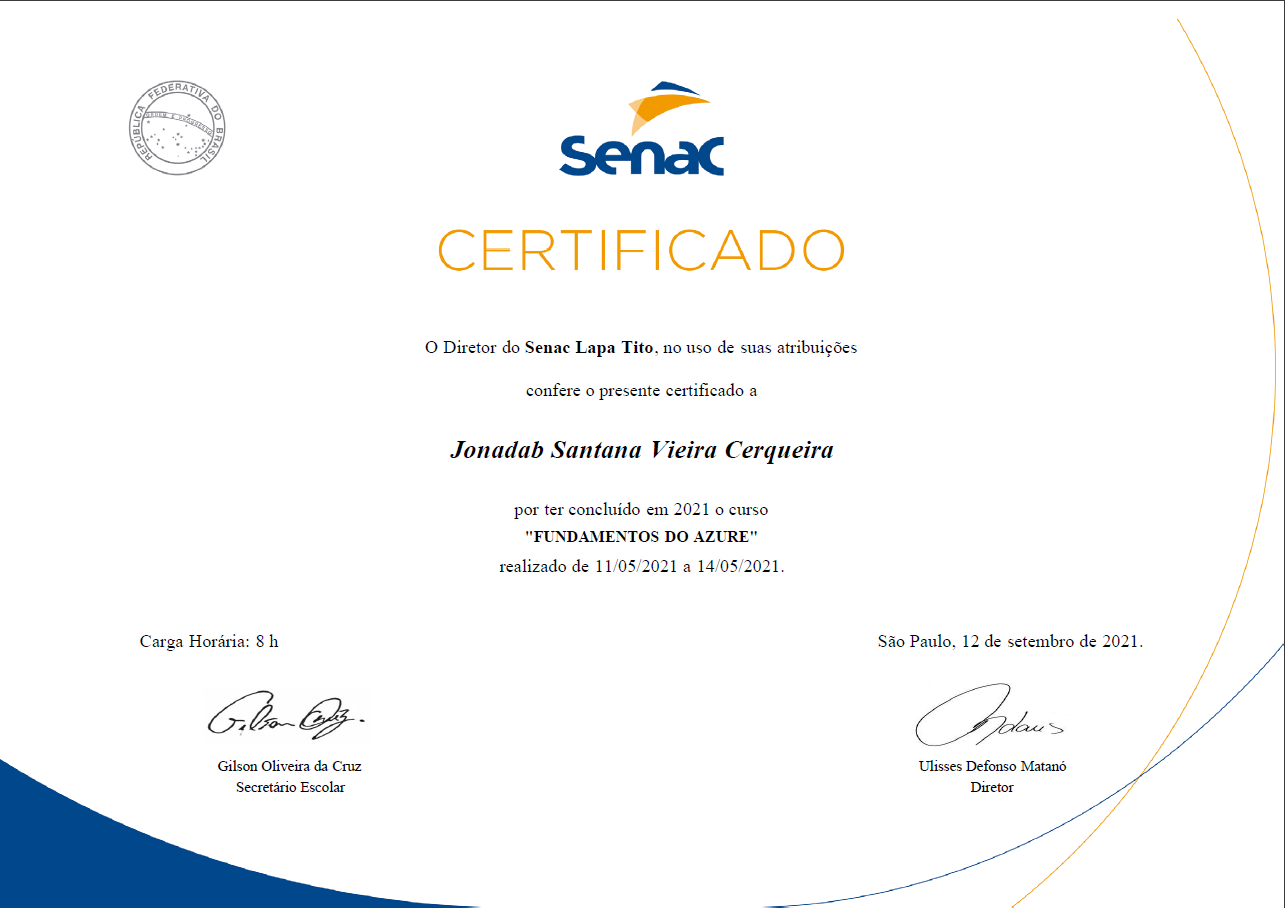 REPÚBLICA FEDERATIVA DO BRASIL
ORDEM E PROGRESSO
Senac
CERTIFICADO
O Diretor do Senac Lapa Tito, no uso de suas atribuições
confere o presente certificado a
Jonadab Santana Vieira Cerqueira
por ter concluído em 2021 o curso
"FUNDAMENTOS DO AZURE"
realizado de 11/05/2021 a 14/05/2021.
Carga Horária: 8 h
São Paulo, 12 de setembro de 2021.
Gilson Oliveira da Cruz
Secretário Escolar
Ulisses Defonso Matanó
Diretor